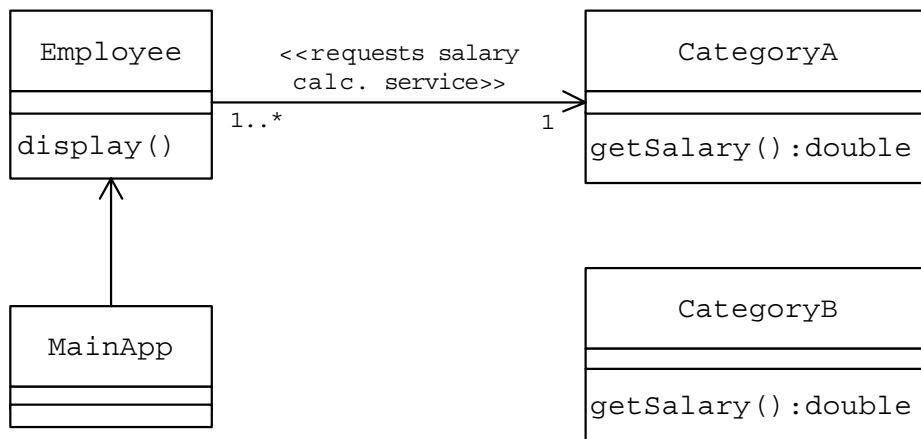 Employee
display()
<<requests salary
calc. service>>
1..*
1
CategoryA
getSalary():double
MainApp
CategoryB
getSalary():double